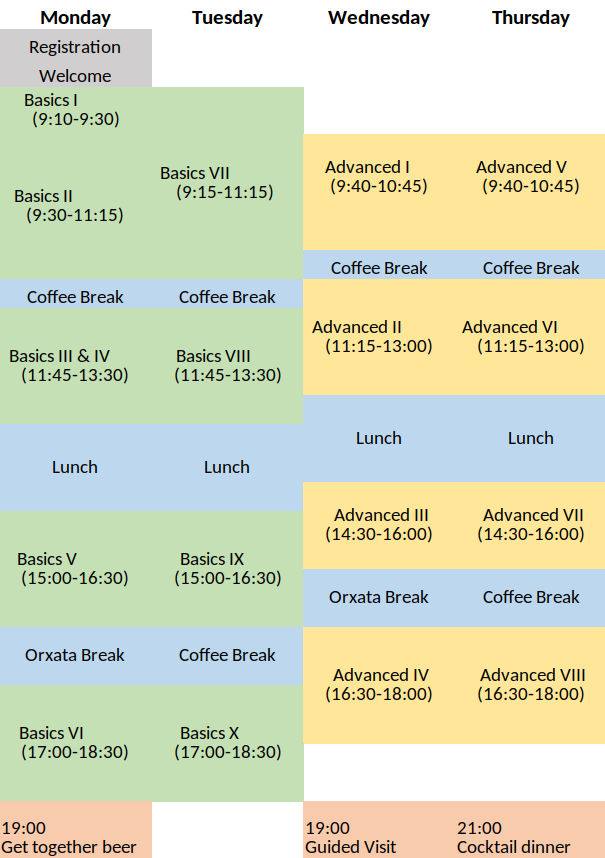 Monday Tuesday Wednesday Thursday
Registration
Welcome
Basics I
(9:10-9:30)
Basics II
(9:30-11:15)
Basics VII
(9:15-11:15)
Advanced I
(9:40-10:45)
Advanced V
(9:40-10:45)
Coffee Break Coffee Break
Coffee Break Coffee Break
Basics III & IV
(11:45-13:30)
Basics VIII
(11:45-13:30)
Advanced II
(11:15-13:00)
Advanced VI
(11:15-13:00)
Lunch Lunch
Lunch Lunch
Basics V
(15:00-16:30)
Basics IX
(15:00-16:30)
Advanced III
(14:30-16:00)
Advanced VII
(14:30-16:00)
Orxata Break Coffee Break
Orxata Break Coffee Break
Basics VI
(17:00-18:30)
Basics X
(17:00-18:30)
Advanced IV
(16:30-18:00)
Advanced VIII
(16:30-18:00)
19:00
Get together beer
19:00
Guided Visit
21:00
Cocktail dinner